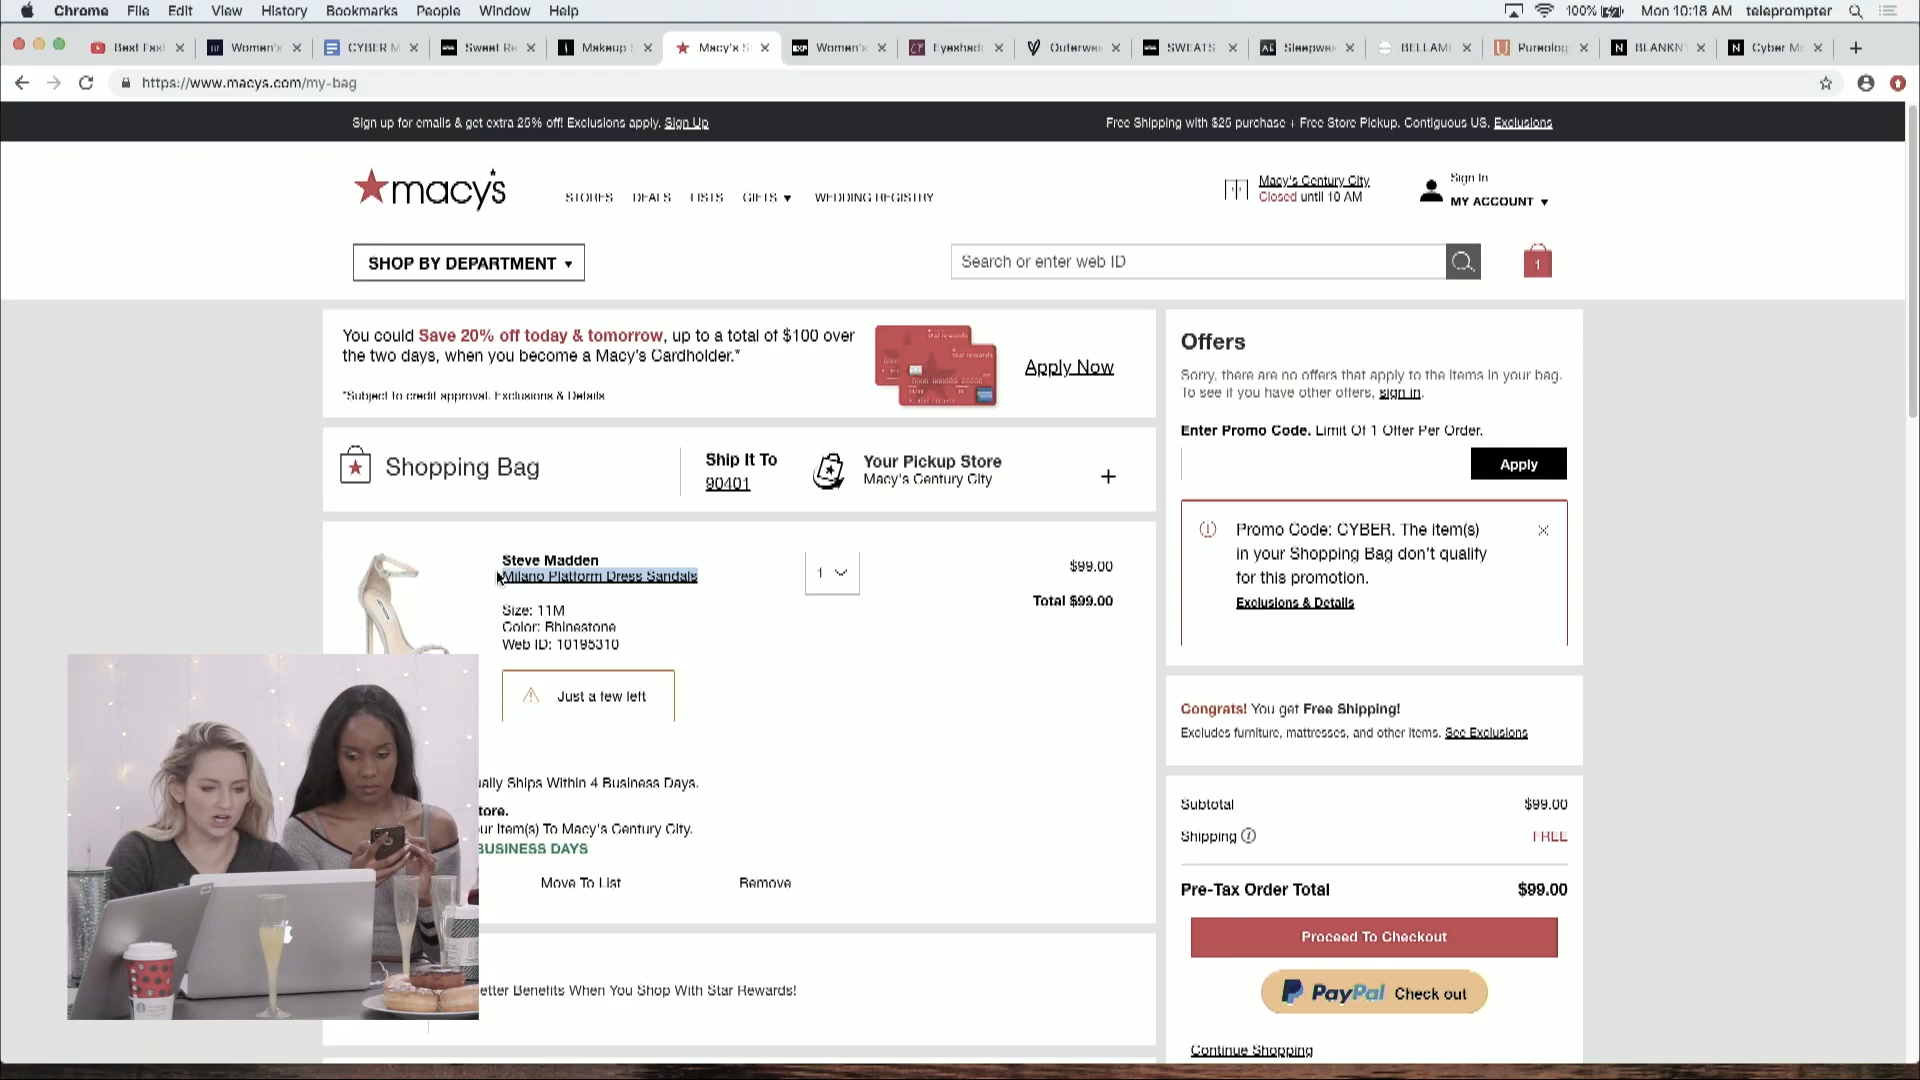 Chrome File Edit View History Bookmarks People Window Help 100% Mon 10:18 AM teleprompter
Best Fast Women's CYBER M Sweet Re Makeup Macy's S Women's Eyeshado Outerwea SWEATS Sleepwea BELLAMI Pureolog BLANKN Cyber Mo
https://www.macys.com/my-bag
Sign up for emails & get extra 25% off! Exclusions apply. Sign Up
Free Shipping with $25 purchase + Free Store Pickup. Contiguous US. Exclusions
macy's
STORES DEALS LISTS GIFTS WEDDING REGISTRY
Macy's Century City
Closed until 10 AM
Sign In
MY ACCOUNT
SHOP BY DEPARTMENT
Search or enter web ID
1
You could Save 20% off today & tomorrow, up to a total of $100 over
the two days, when you become a Macy's Cardholder.*
*Subject to credit approval. Exclusions & Details
Apply Now
Shopping Bag
Ship It To
90401
Your Pickup Store
Macy's Century City
+
Steve Madden
Milano Platform Dress Sandals
Size: 11M
Color: Rhinestone
Web ID: 10195310
1
$99.00
Total $99.00
Just a few left
ally Ships Within 4 Business Days.
tore.
ur Item(s) To Macy's Century City.
BUSINESS DAYS
Move To List Remove
etter Benefits When You Shop With Star Rewards!
Offers
Sorry, there are no offers that apply to the items in your bag.
To see if you have other offers, sign in.
Enter Promo Code. Limit Of 1 Offer Per Order.
Apply
Promo Code: CYBER. The item(s)
in your Shopping Bag don't qualify
for this promotion.
Exclusions & Details
Congrats! You get Free Shipping!
Excludes furniture, mattresses, and other items. See Exclusions
Subtotal $99.00
Shipping FREE
Pre-Tax Order Total $99.00
Proceed To Checkout
PayPal Check out
Continue Shopping